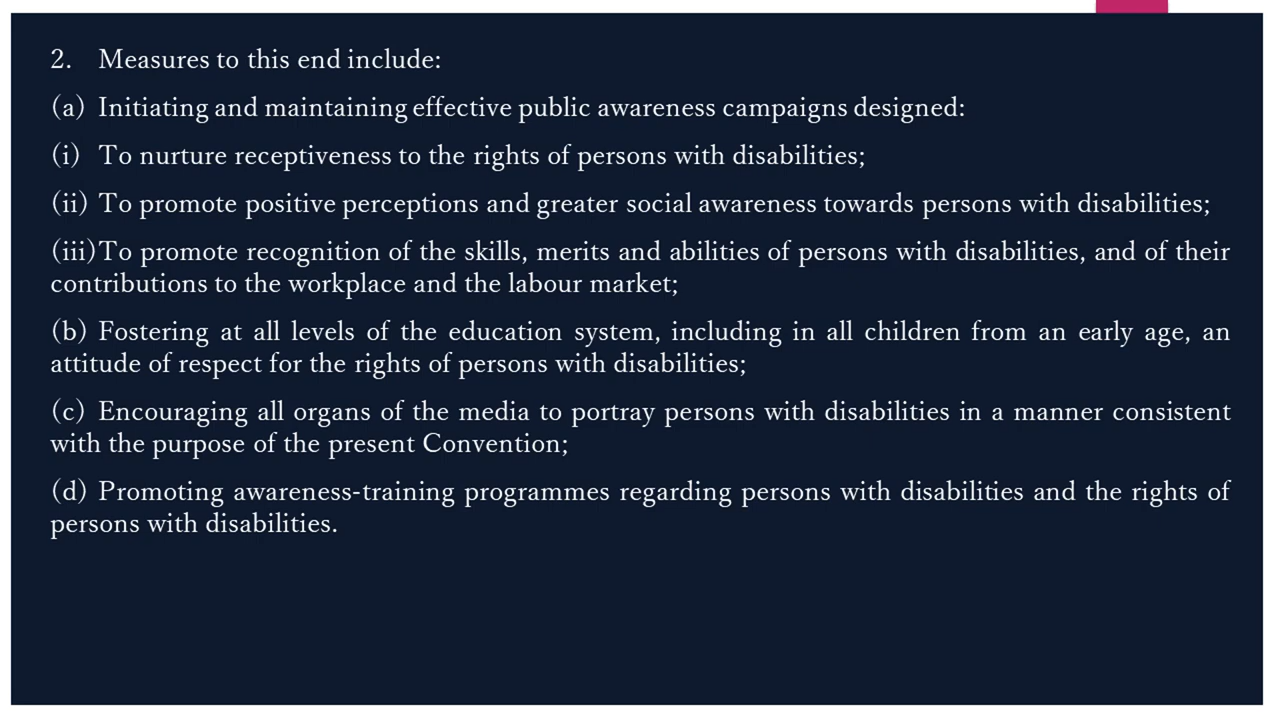 2. Measures to this end include:
(a) Initiating and maintaining effective public awareness campaigns designed:
(i) To nurture receptiveness to the rights of persons with disabilities;
(ii) To promote positive perceptions and greater social awareness towards persons with disabilities;
(iii)To promote recognition of the skills, merits and abilities of persons with disabilities, and of their
contributions to the workplace and the labour market;
(b) Fostering at all levels of the education system, including in all children from an early age, an
attitude of respect for the rights of persons with disabilities;
(c) Encouraging all organs of the media to portray persons with disabilities in a manner consistent
with the purpose of the present Convention;
(d) Promoting awareness-training programmes regarding persons with disabilities and the rights of
persons with disabilities.